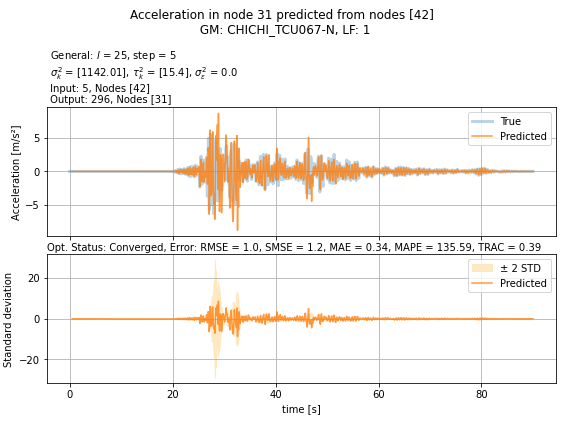 Acceleration in node 31 predicted from nodes [42]
GM: CHICHI_TCU067-N, LF: 1
General: l = 25, step = 5
σ²ₖ = [1142.01], τ²ₖ = [15.4], σ²ε = 0.0
Input: 5, Nodes [42]
Output: 296, Nodes [31]
Acceleration [m/s²]
5
0
−5
True
Predicted
Opt. Status: Converged, Error: RMSE = 1.0, SMSE = 1.2, MAE = 0.34, MAPE = 135.59, TRAC = 0.39
Standard deviation
20
0
−20
± 2 STD
Predicted
0 20 40 60 80
time [s]